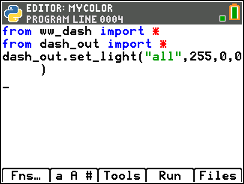 EDITOR: MYCOLOR
PROGRAM LINE 0004
from ww_dash import *
from dash_out import *
dash_out.set_light("all",255,0,0
)
_
Fns… a A # Tools Run Files